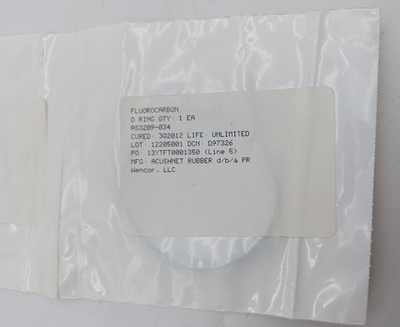 FLUOROCARBON
O RING QTY: 1 EA
AS3209-034
CURED: 3Q2012 LIFE: UNLIMITED
LOT: 12205001 DCN: D97326
PO: 13YTFT0001350 (Line 5)
MFG: ACUSHNET RUBBER d/b/a PR
Wencor, LLC